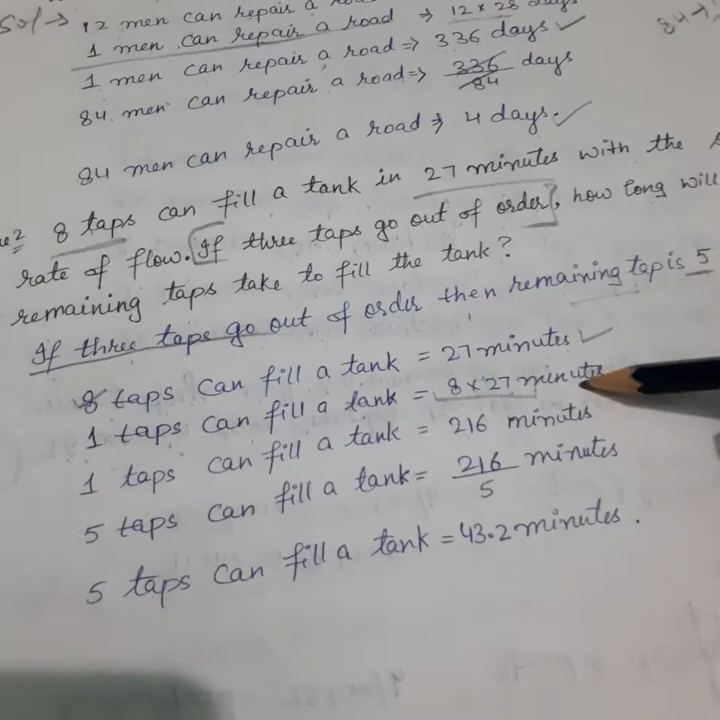 Sol → 12 men can repair a
1 men can repair a road ⇒ 12 × 28 days
1 men can repair a road ⇒ 336 days ✓
84 men can repair a road ⇒ 336/84 days
84 men can repair a road ⇒ 4 days. ✓
2 8 taps can fill a tank in 27 minutes with the
rate of flow. If three taps go out of order, how long will
remaining taps take to fill the tank?
If three taps go out of order then remaining tap is 5
8 taps can fill a tank = 27 minutes ✓
1 taps can fill a tank = 8 × 27 minutes
1 taps can fill a tank = 216 minutes
5 taps can fill a tank = 216/5 minutes
5 taps can fill a tank = 43.2 minutes.